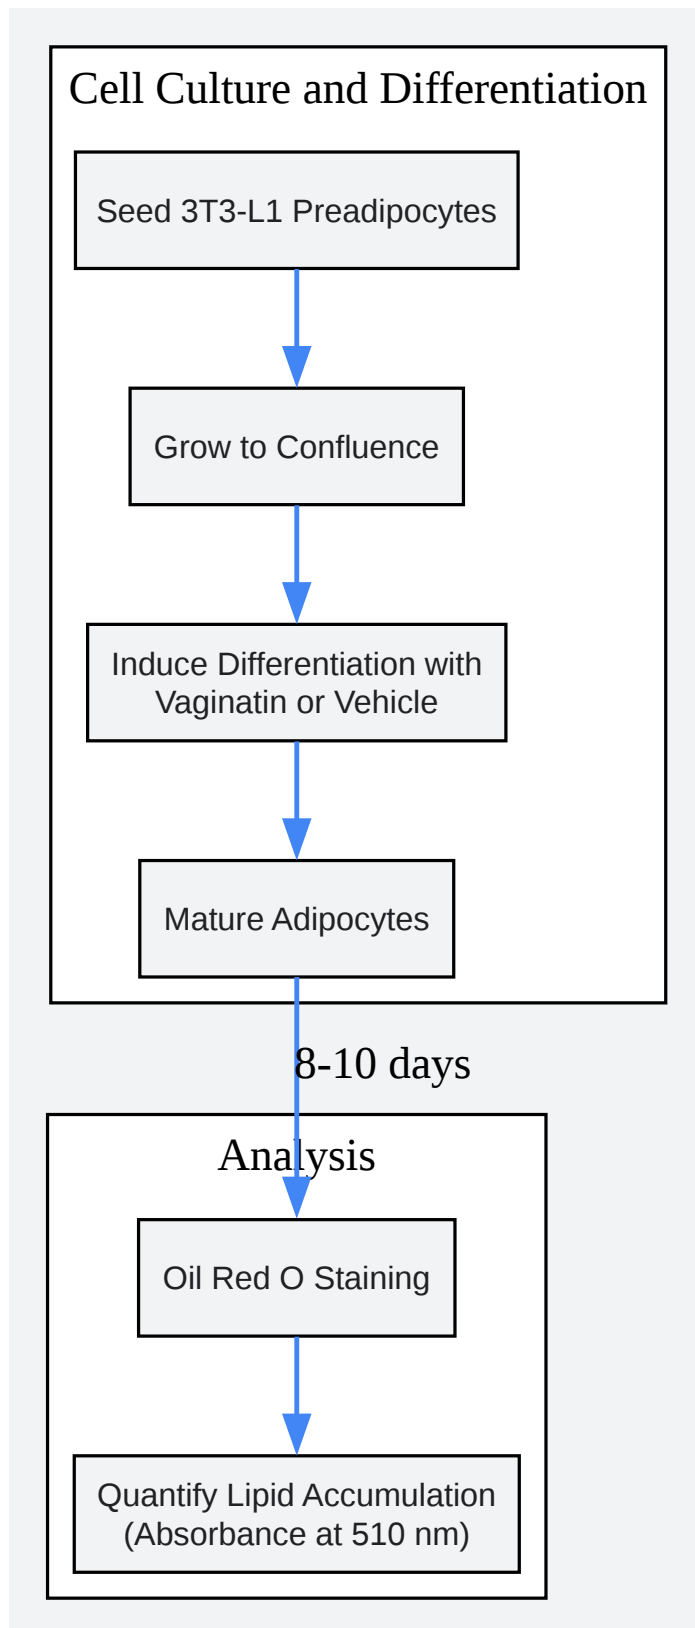 Cell Culture and Differentiation
Seed 3T3-L1 Preadipocytes
Grow to Confluence
Induce Differentiation with
Vaginatin or Vehicle
Mature Adipocytes
8-10 days
Analysis
Oil Red O Staining
Quantify Lipid Accumulation
(Absorbance at 510 nm)